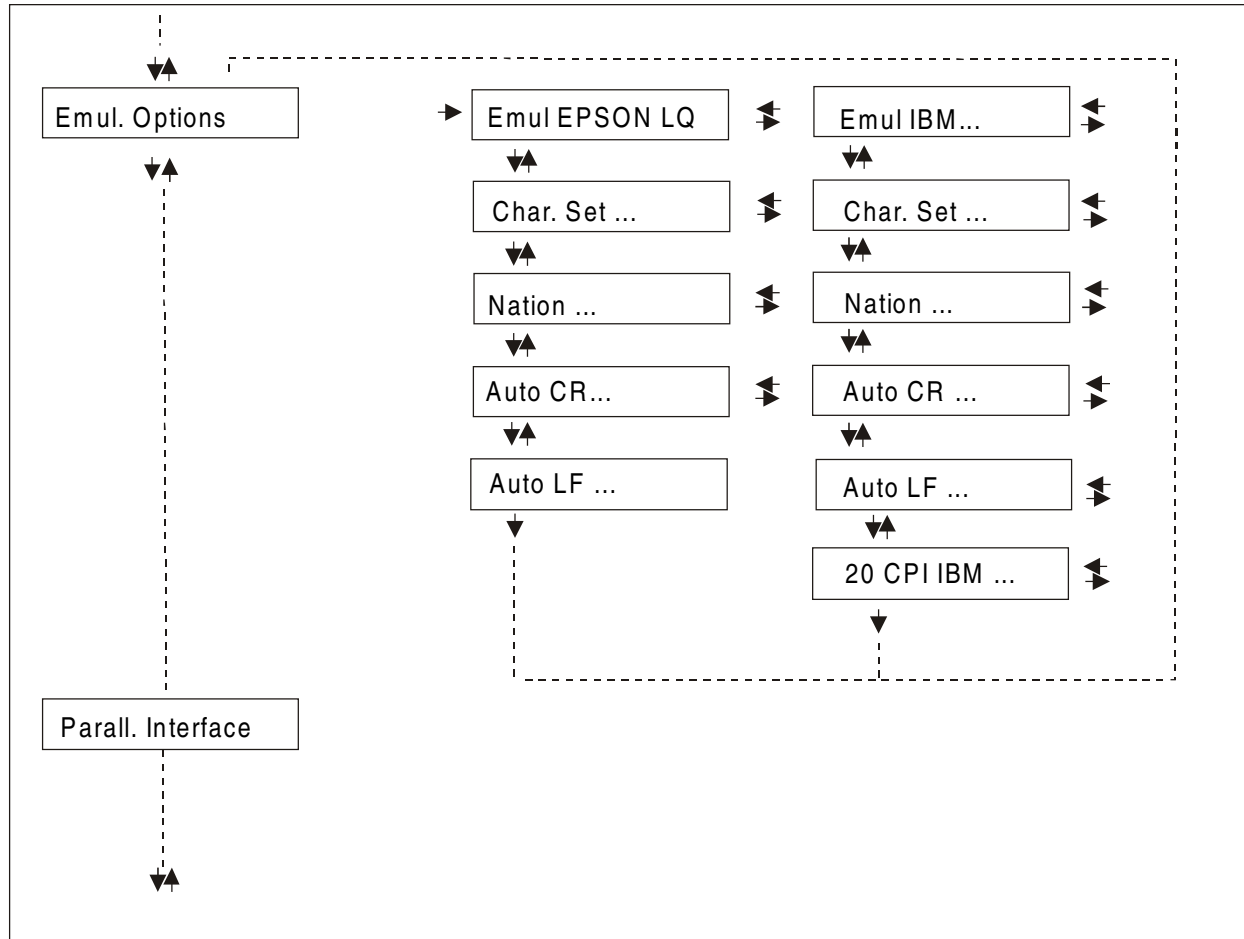 Emul. Options
Emul EPSON LQ
Emul IBM...
Char. Set ...
Char. Set ...
Nation ...
Nation ...
Auto CR...
Auto CR ...
Auto LF ...
Auto LF ...
20 CPI IBM ...
Parall. Interface